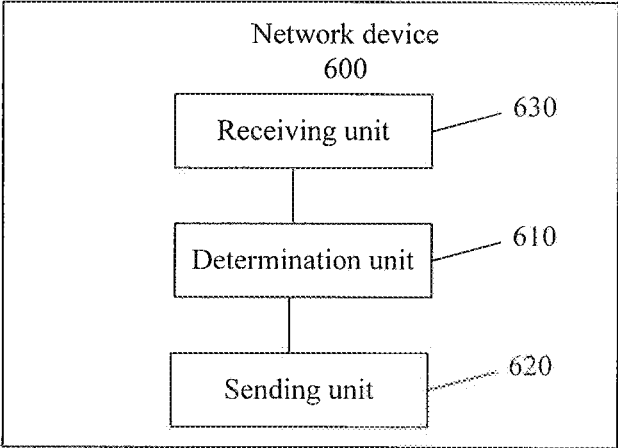 Network device
600
Receiving unit
630
Determination unit
610
Sending unit
620